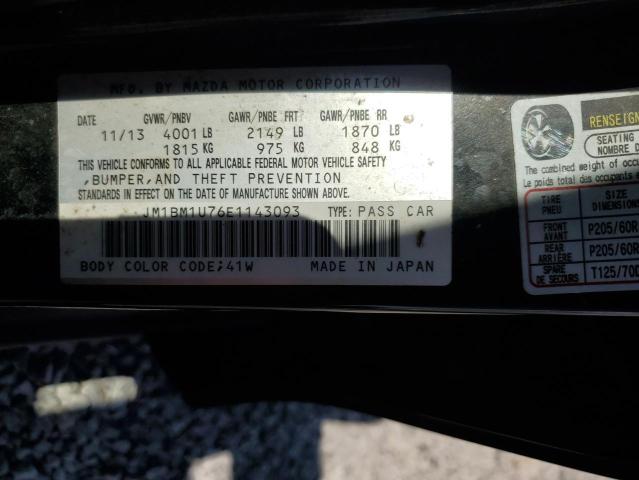 MFD. BY MAZDA MOTOR CORPORATION
DATE GVWR/PNBV GAWR/PNBE FRT GAWR/PNBE RR
11/13 4001 LB 2149 LB 1870 LB
1815 KG 975 KG 848 KG
THIS VEHICLE CONFORMS TO ALL APPLICABLE FEDERAL MOTOR VEHICLE SAFETY
,BUMPER,AND THEFT PREVENTION
STANDARDS IN EFFECT ON THE DATE OF MANUFACTURE SHOWN ABOVE.
JM1BM1U76E1143093 TYPE: PASS CAR
BODY COLOR CODE;41W MADE IN JAPAN
RENSEIGN
SEATING
NOMBRE D
The combined weight of occu
Le poids total des occupants e
TIRE SIZE
PNEU DIMENSIONS
FRONT P205/60R
AVANT
REAR P205/60R
ARRIERE
SPARE T125/70D
DE SECOURS